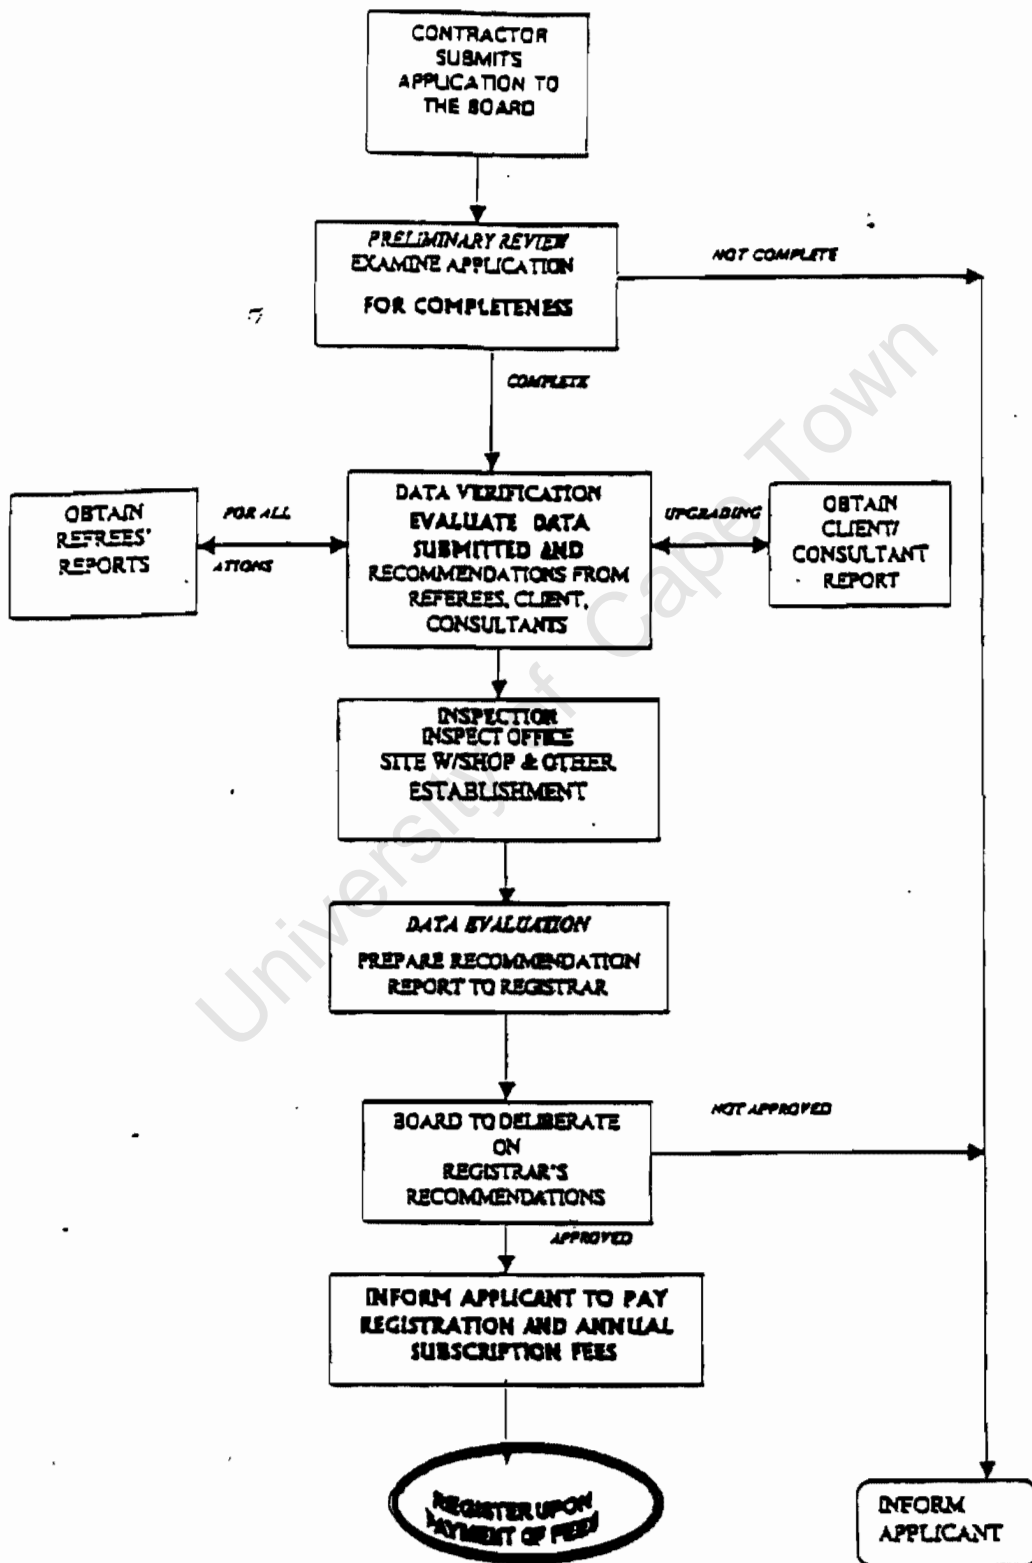 CONTRACTOR
SUBMITS
APPLICATION TO
THE BOARD
PRELIMINARY REVIEW
EXAMINE APPLICATION
FOR COMPLETENESS
NOT COMPLETE
COMPLETE
OBTAIN
REFREES'
REPORTS
FOR ALL
ATIONS
DATA VERIFICATION
EVALUATE DATA
SUBMITTED AND
RECOMMENDATIONS FROM
REFEREES, CLIENT,
CONSULTANTS
UPGRADING
OBTAIN
CLIENT/
CONSULTANT
REPORT
INSPECTION
INSPECT OFFICE
SITE W/SHOP & OTHER
ESTABLISHMENT
DATA EVALUATION
PREPARE RECOMMENDATION
REPORT TO REGISTRAR
BOARD TO DELIBERATE
ON
REGISTRAR'S
RECOMMENDATIONS
NOT APPROVED
APPROVED
INFORM APPLICANT TO PAY
REGISTRATION AND ANNUAL
SUBSCRIPTION FEES
REGISTER UPON
PAYMENT OF FEES
INFORM
APPLICANT
University of Cape Town